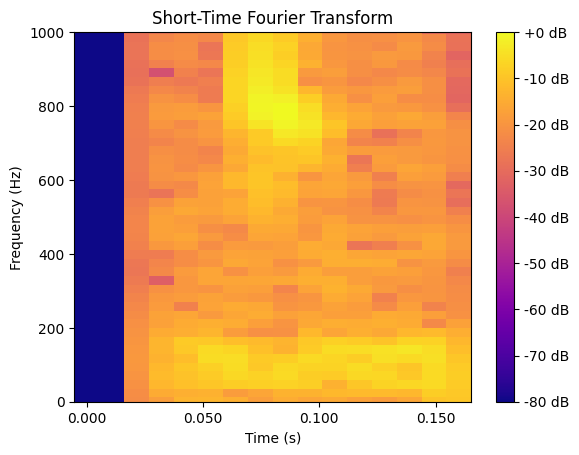 Short-Time Fourier Transform
Frequency (Hz)
1000
800
600
400
200
0
0.000
0.050
0.100
0.150
Time (s)
+0 dB
-10 dB
-20 dB
-30 dB
-40 dB
-50 dB
-60 dB
-70 dB
-80 dB